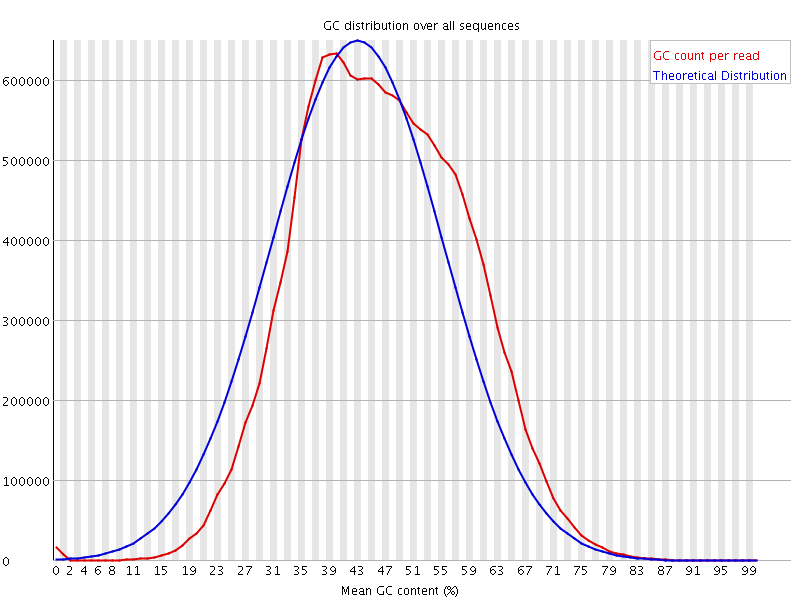 GC distribution over all sequences
GC count per read
Theoretical Distribution
600000
500000
400000
300000
200000
100000
0
0 2 4 6 8 11 15 19 23 27 31 35 39 43 47 51 55 59 63 67 71 75 79 83 87 91 95 99
Mean GC content (%)